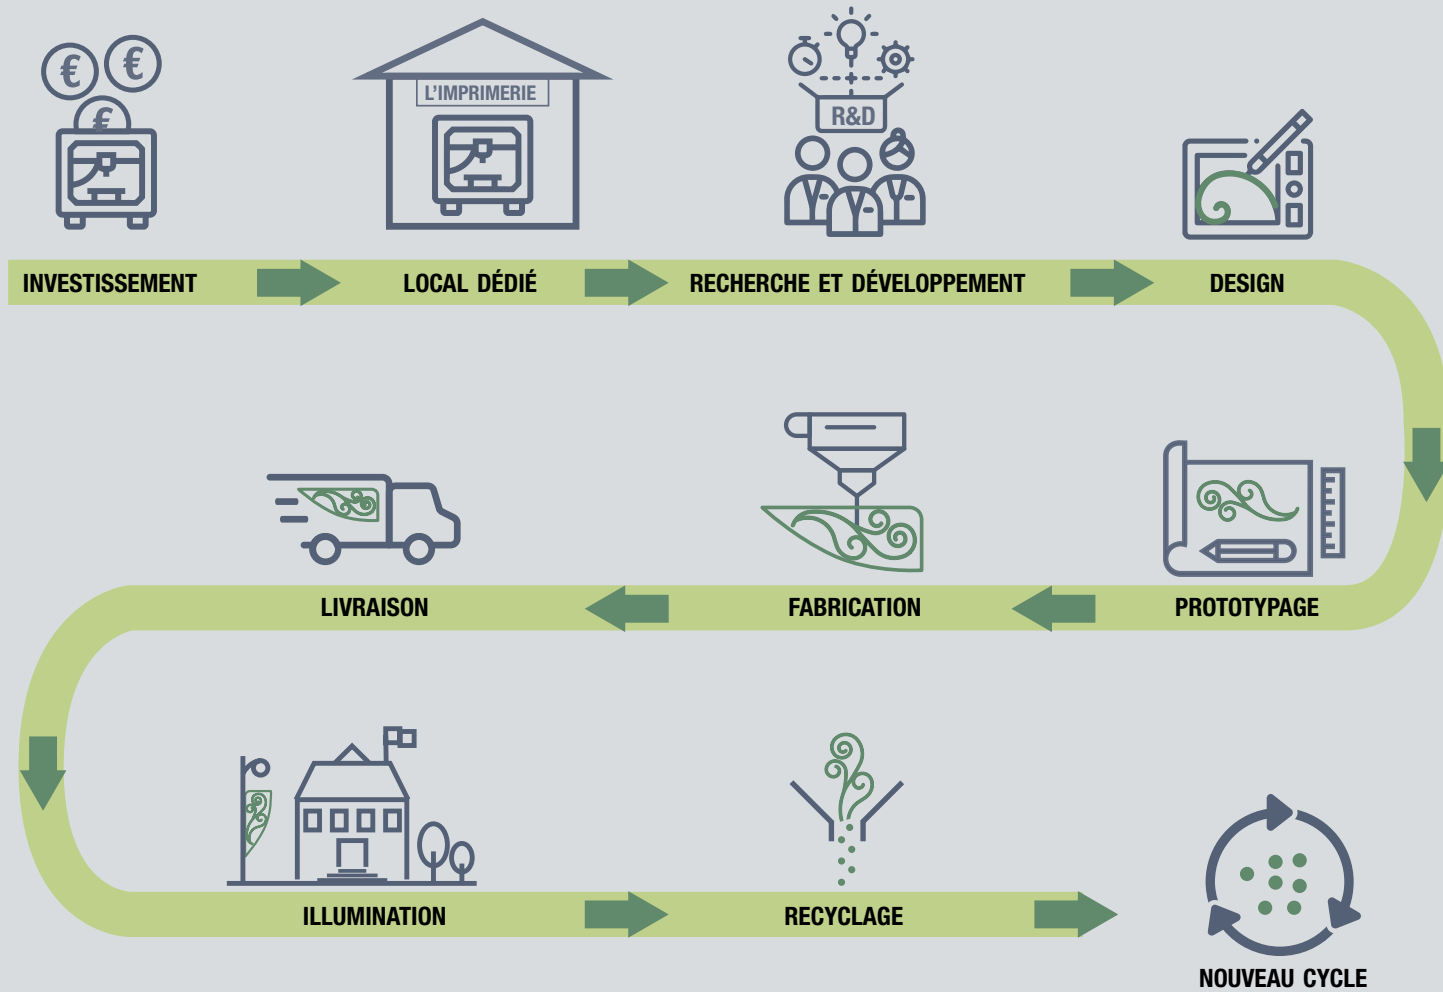 €
€
€
L'IMPRIMERIE
R&D
INVESTISSEMENT
LOCAL DÉDIÉ
RECHERCHE ET DÉVELOPPEMENT
DESIGN
LIVRAISON
FABRICATION
PROTOTYPAGE
ILLUMINATION
RECYCLAGE
NOUVEAU CYCLE